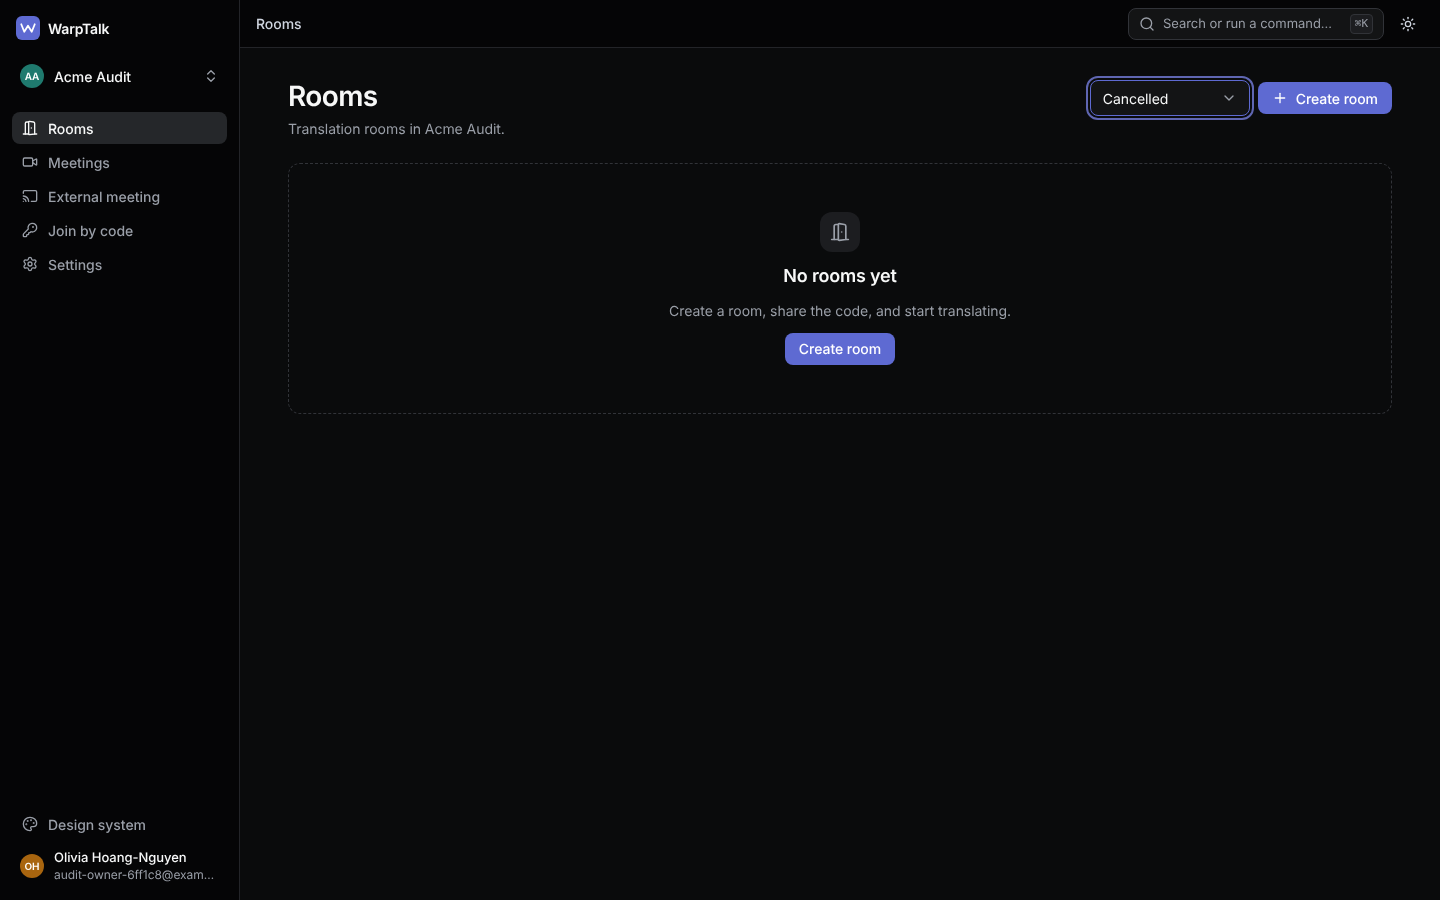 WarpTalk
Rooms
Search or run a command...
⌘K
AA
Acme Audit
Rooms
Meetings
External meeting
Join by code
Settings
Rooms
Translation rooms in Acme Audit.
Cancelled
Create room
No rooms yet
Create a room, share the code, and start translating.
Create room
Design system
OH
Olivia Hoang-Nguyen
audit-owner-6ff1c8@exam...